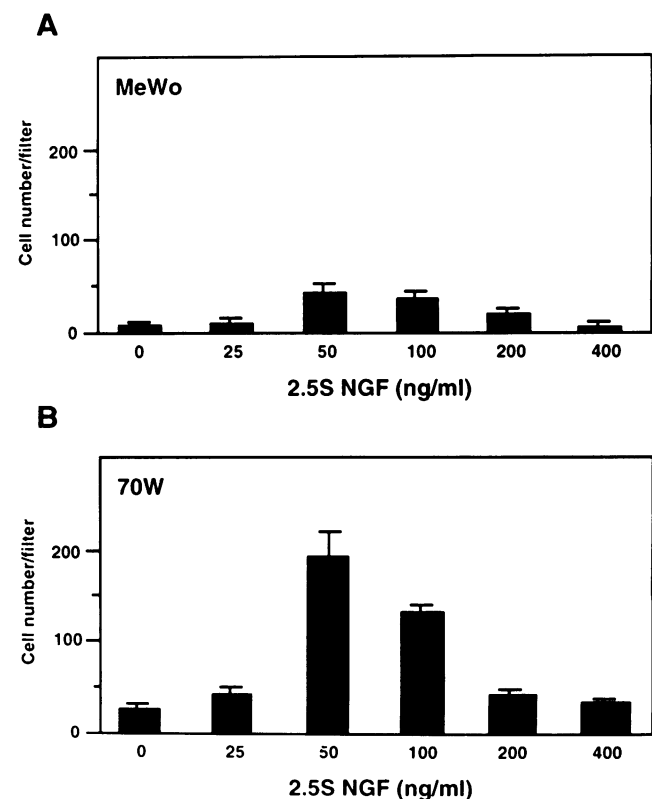 A
MeWo
Cell number/filter
200
100
0
0 25 50 100 200 400
2.5S NGF (ng/ml)
B
70W
Cell number/filter
200
100
0
0 25 50 100 200 400
2.5S NGF (ng/ml)